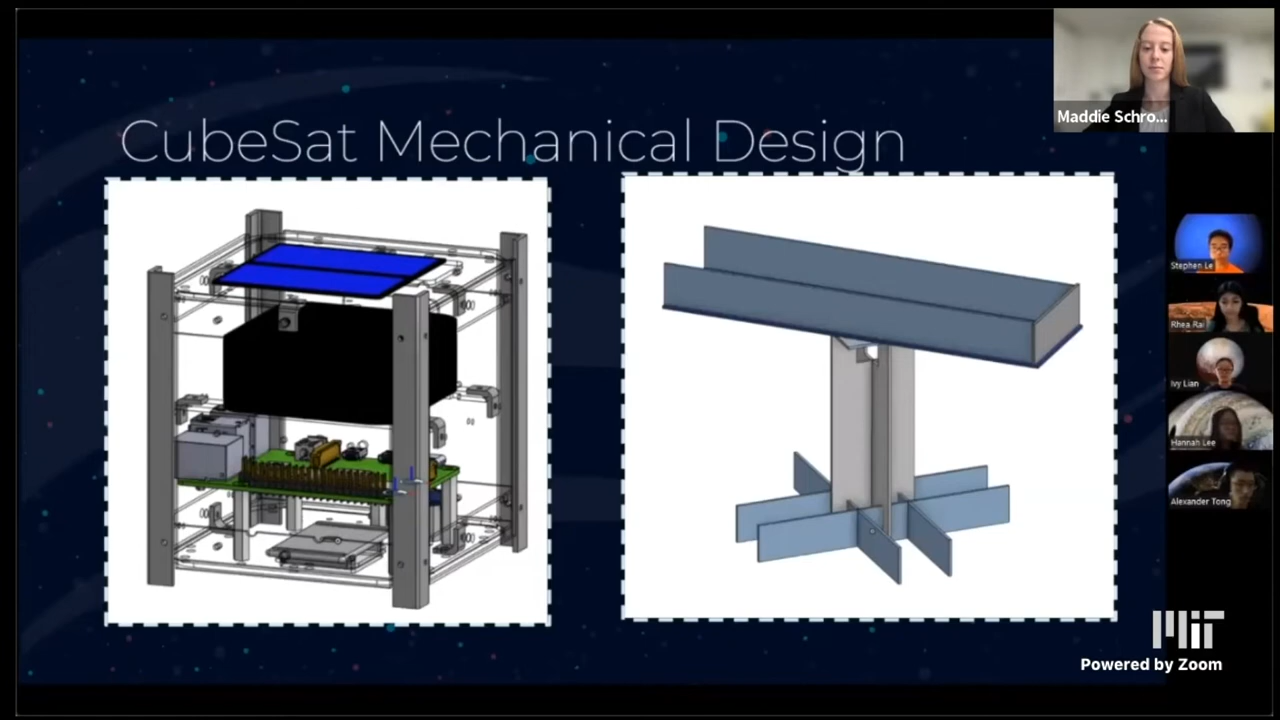 CubeSat Mechanical Design
Maddie Schro...
Stephen Le
Rhea Rai
Ivy Lian
Hannah Lee
Alexander Tong
MIT
Powered by Zoom